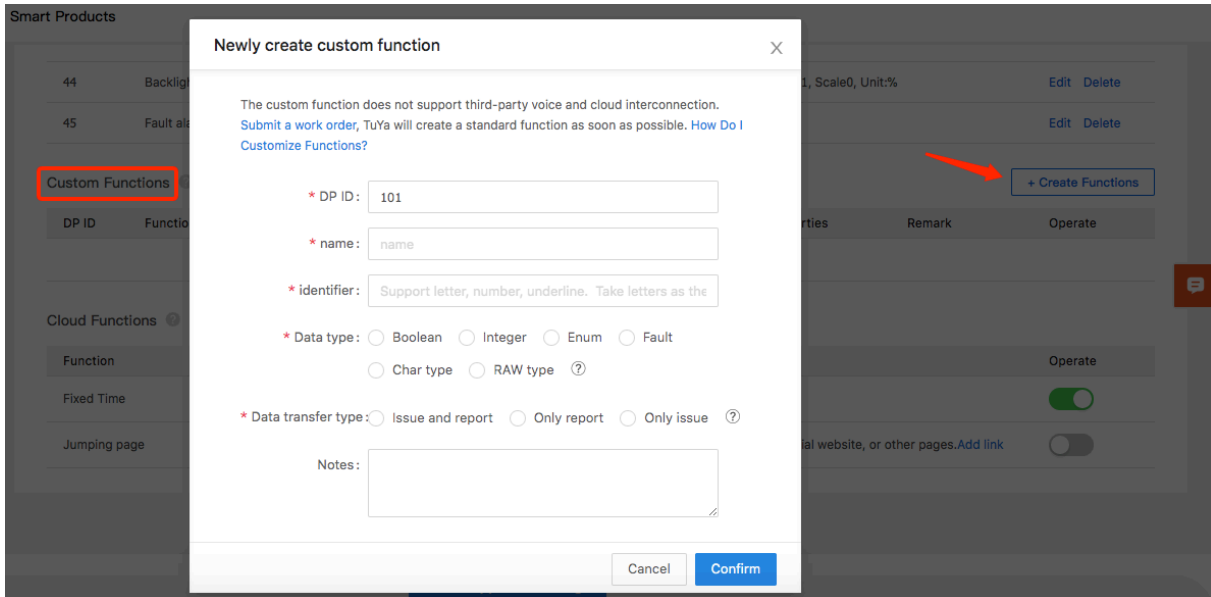 Smart Products
Newly create custom function
44 Backlight 1, Scale0, Unit:% Edit Delete
The custom function does not support third-party voice and cloud interconnection.
45 Fault Edit Delete
Submit a work order, TuYa will create a standard function as soon as possible. How Do I
Customize Functions?
Custom Functions + Create Functions
* DP ID: 101
DP ID Remark Operate
* name: name
* identifier: Support letter, number, underline. Take letters as the
Cloud Functions ?
* Data type: Boolean Integer Enum Fault
Function Operate
Char type RAW type ?
Fixed Time
* Data transfer type: Issue and report Only report Only issue ?
Jumping page website, or other pages.Add link
Notes:
Cancel Confirm